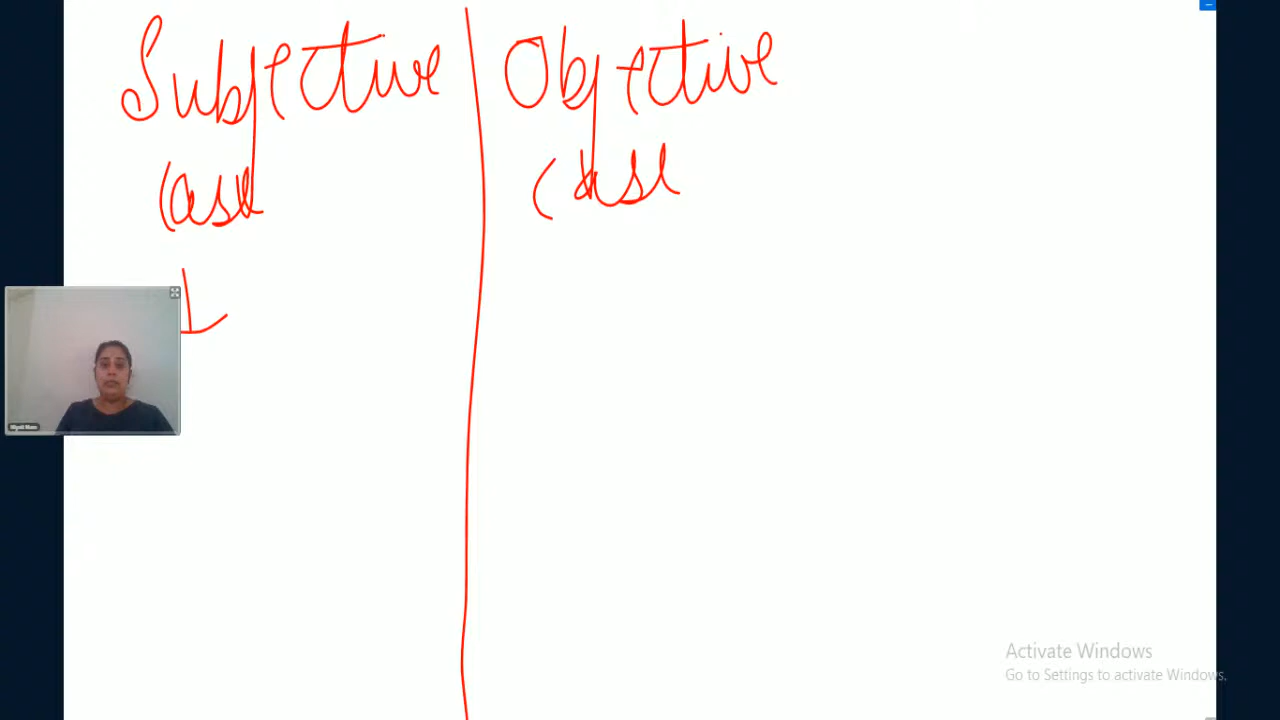 Subjective
case
Objective
case
Activate Windows
Go to Settings to activate Windows.